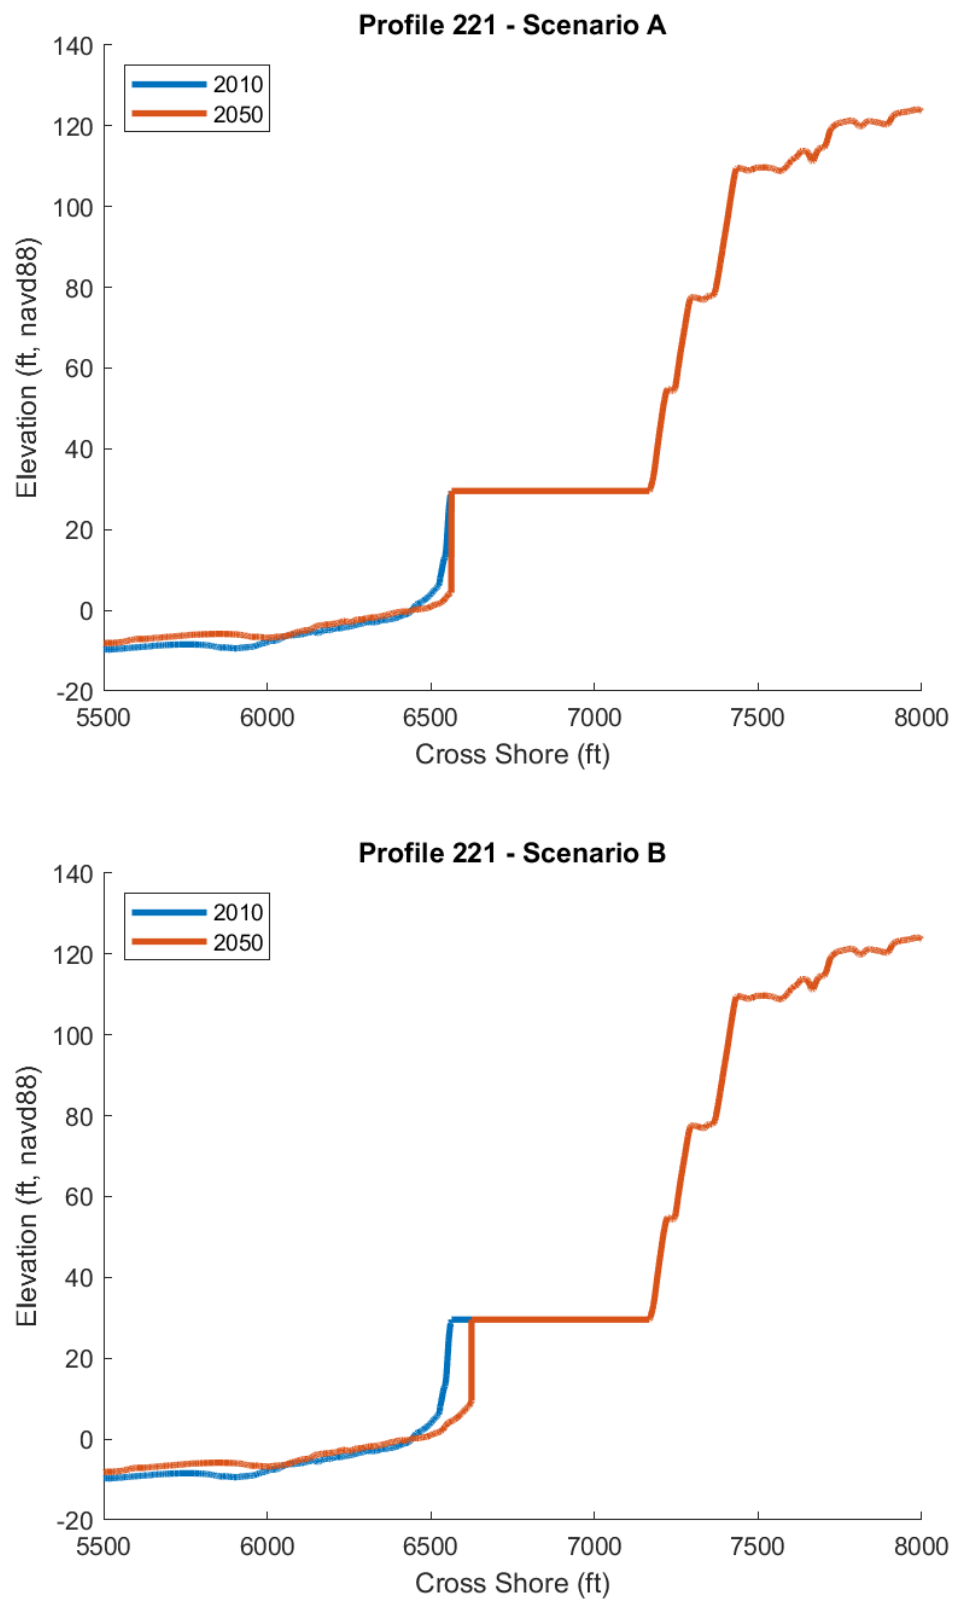 Profile 221 - Scenario A
140
120
100
80
60
40
20
0
-20
2010
2050
Elevation (ft, navd88)
5500 6000 6500 7000 7500 8000
Cross Shore (ft)
Profile 221 - Scenario B
140
120
100
80
60
40
20
0
-20
2010
2050
Elevation (ft, navd88)
5500 6000 6500 7000 7500 8000
Cross Shore (ft)